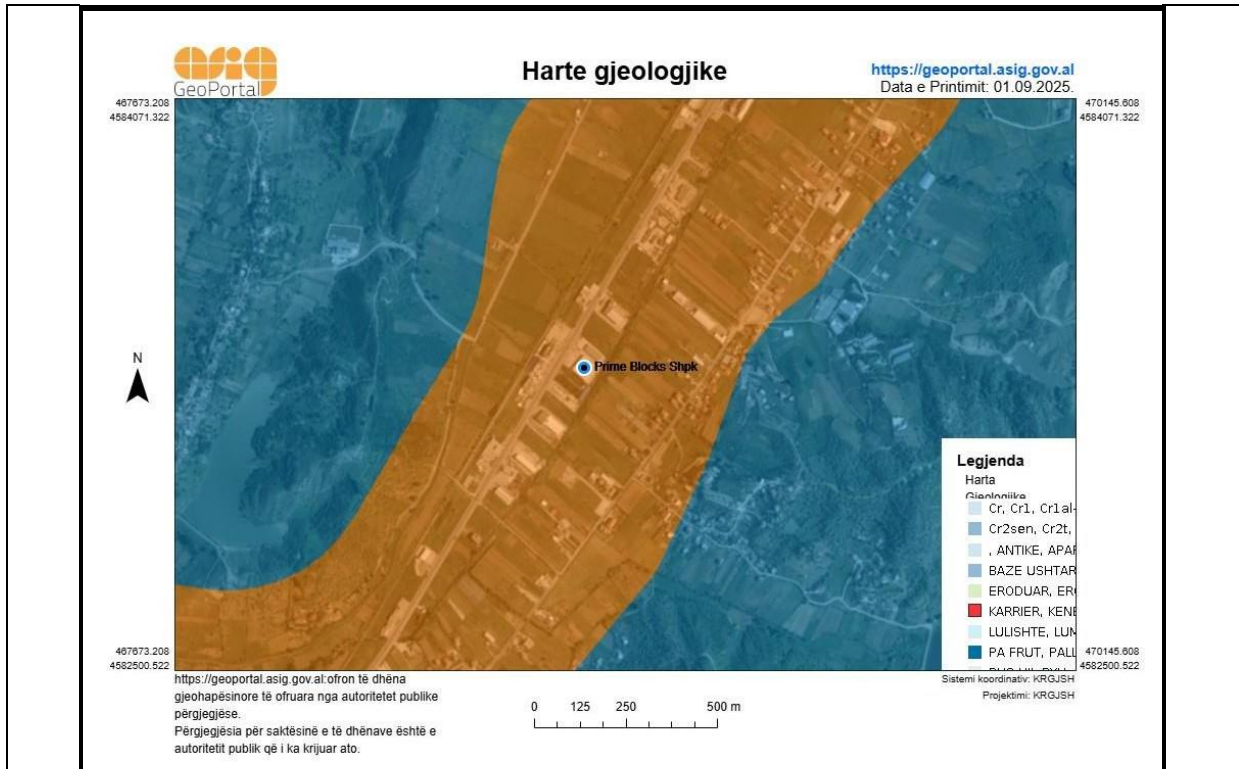 asig
GeoPortal
Harte gjeologjike
https://geoportal.asig.gov.al
Data e Printimit: 01.09.2025.
467673.208
4584071.322
470145.608
4584071.322
N
Prime Blocks Shpk
Legjenda
Harta
Gjeologjike
Cr, Cr1, Cr1al-
Cr2sen, Cr2t,
, ANTIKE, APAR
BAZE USHTAR
ERODUAR, ERO
KARRIER, KENE
LULISHTE, LUM
PA FRUT, PALL
467673.208
4582500.522
470145.608
4582500.522
https://geoportal.asig.gov.al:ofron të dhëna
gjeohapësinore të ofruara nga autoritetet publike
përgjegjëse.
Përgjegjësia për saktësinë e të dhënave është e
autoritetit publik që i ka krijuar ato.
0 125 250 500 m
Sistemi koordinativ: KRGJSH
Projektimi: KRGJSH